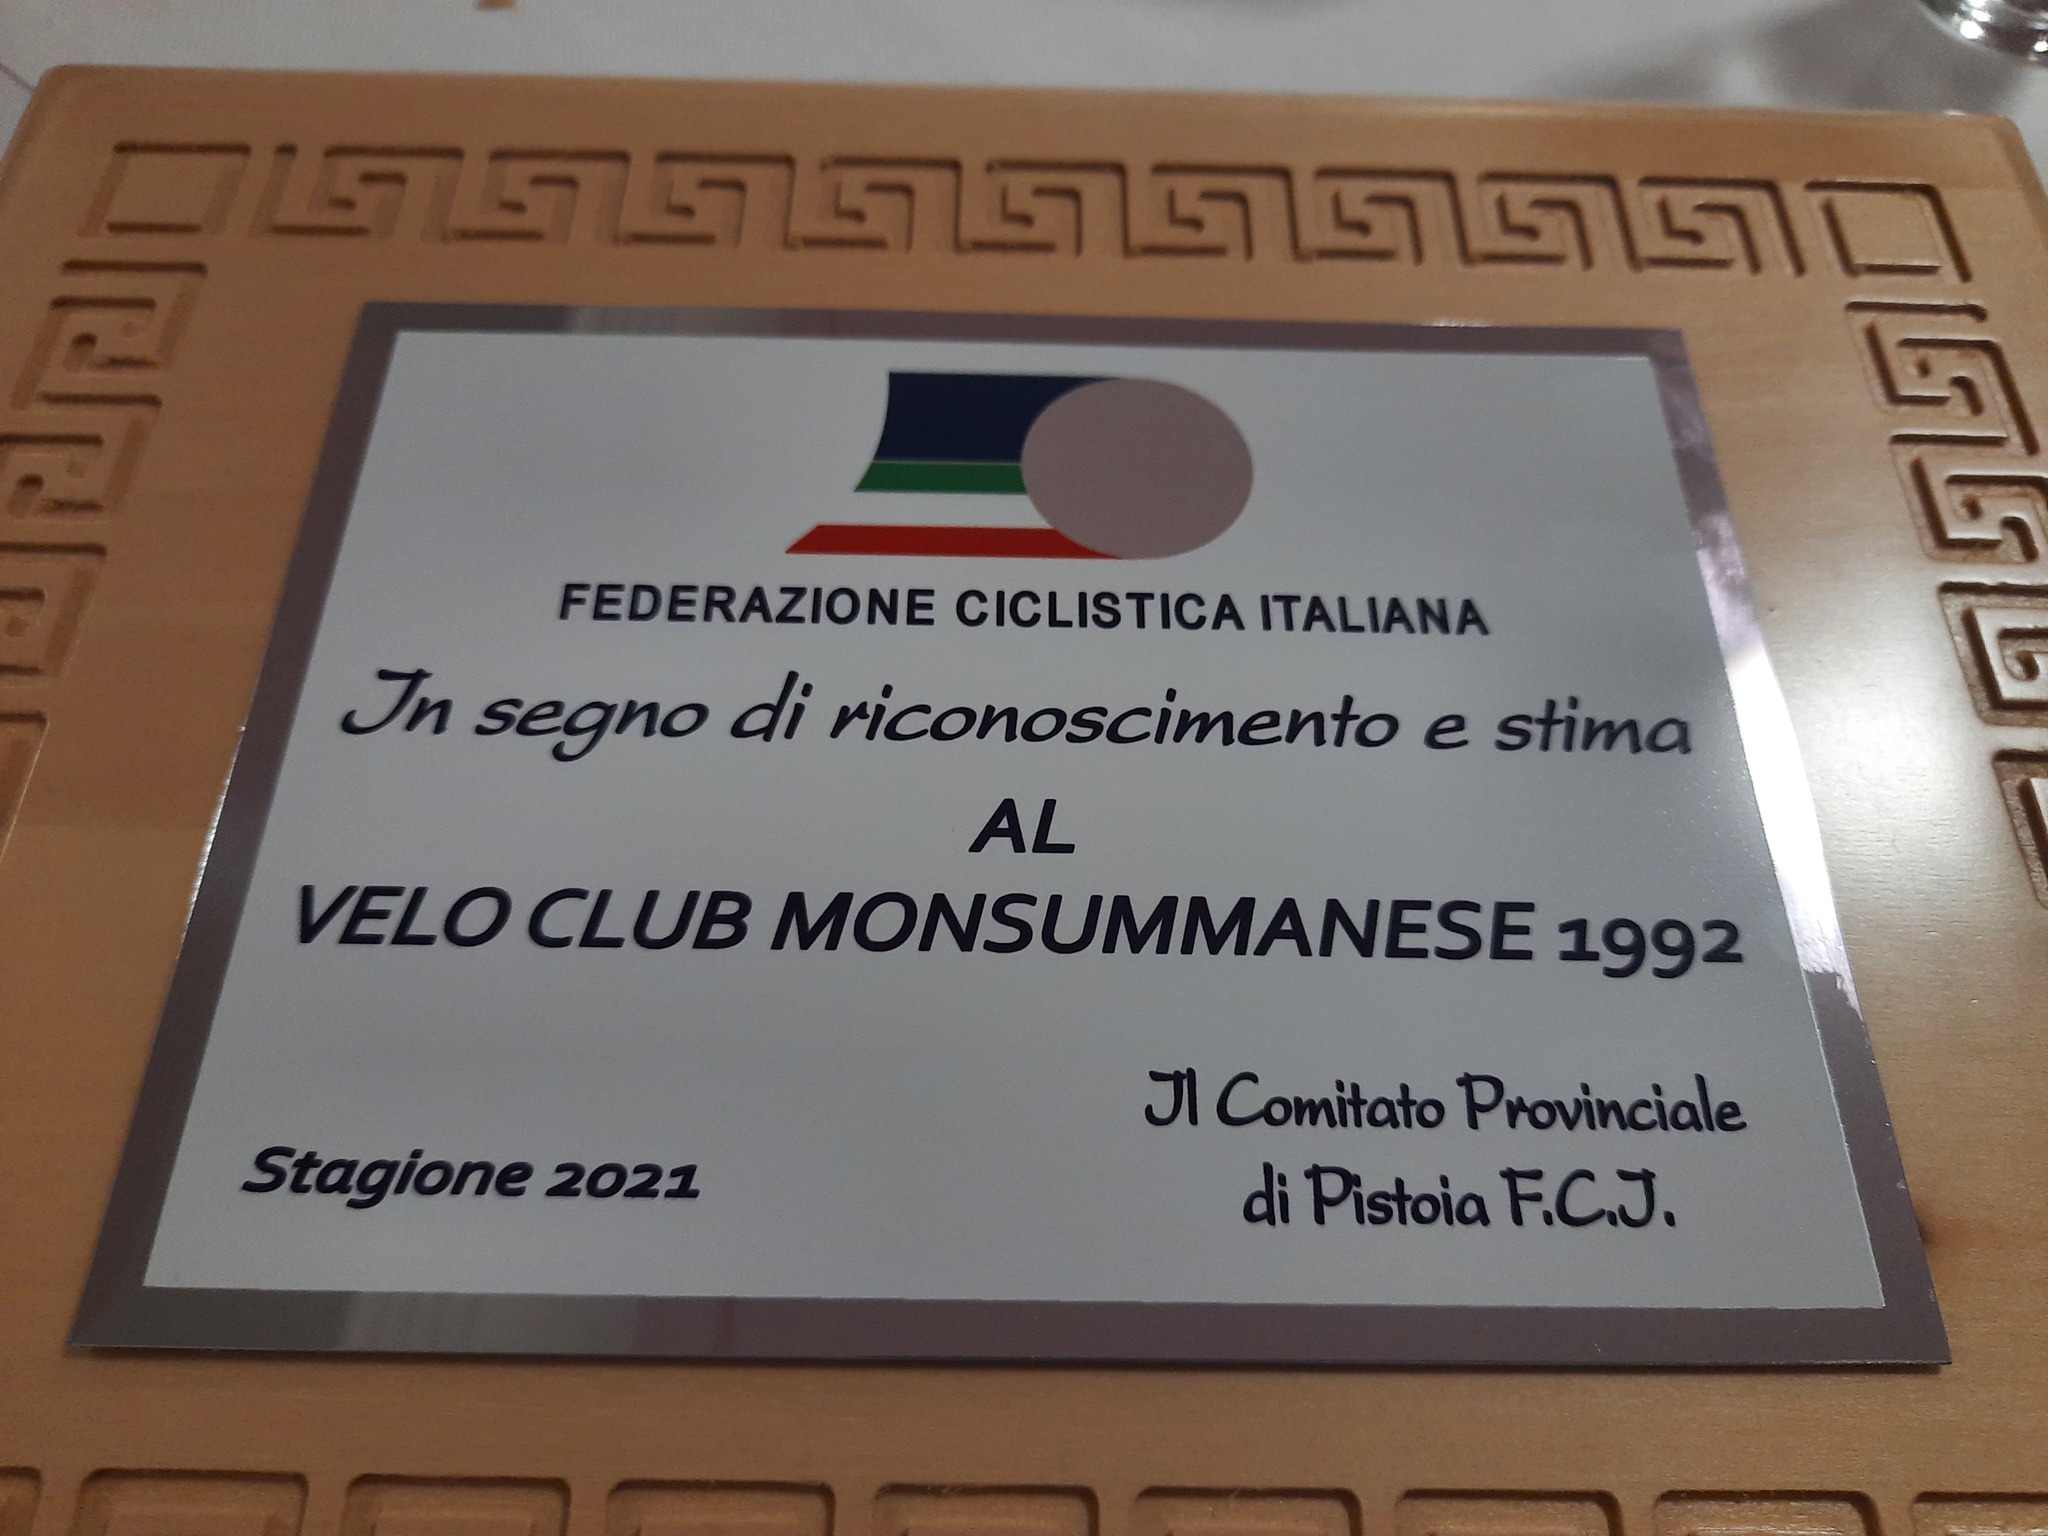 FEDERAZIONE CICLISTICA ITALIANA
In segno di riconoscimento e stima
AL
VELO CLUB MONSUMMANESE 1992
Il Comitato Provinciale
di Pistoia F.C.I.
Stagione 2021